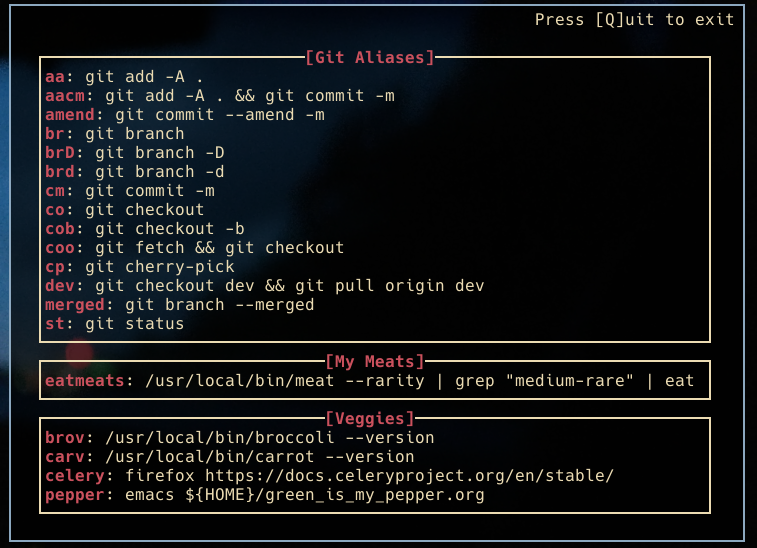 Press [Q]uit to exit
[Git Aliases]
aa: git add -A .
aacm: git add -A . && git commit -m
amend: git commit --amend -m
br: git branch
brD: git branch -D
brd: git branch -d
cm: git commit -m
co: git checkout
cob: git checkout -b
coo: git fetch && git checkout
cp: git cherry-pick
dev: git checkout dev && git pull origin dev
merged: git branch --merged
st: git status
[My Meats]
eatmeats: /usr/local/bin/meat --rarity | grep "medium-rare" | eat
[Veggies]
brov: /usr/local/bin/broccoli --version
carv: /usr/local/bin/carrot --version
celery: firefox https://docs.celeryproject.org/en/stable/
pepper: emacs ${HOME}/green_is_my_pepper.org